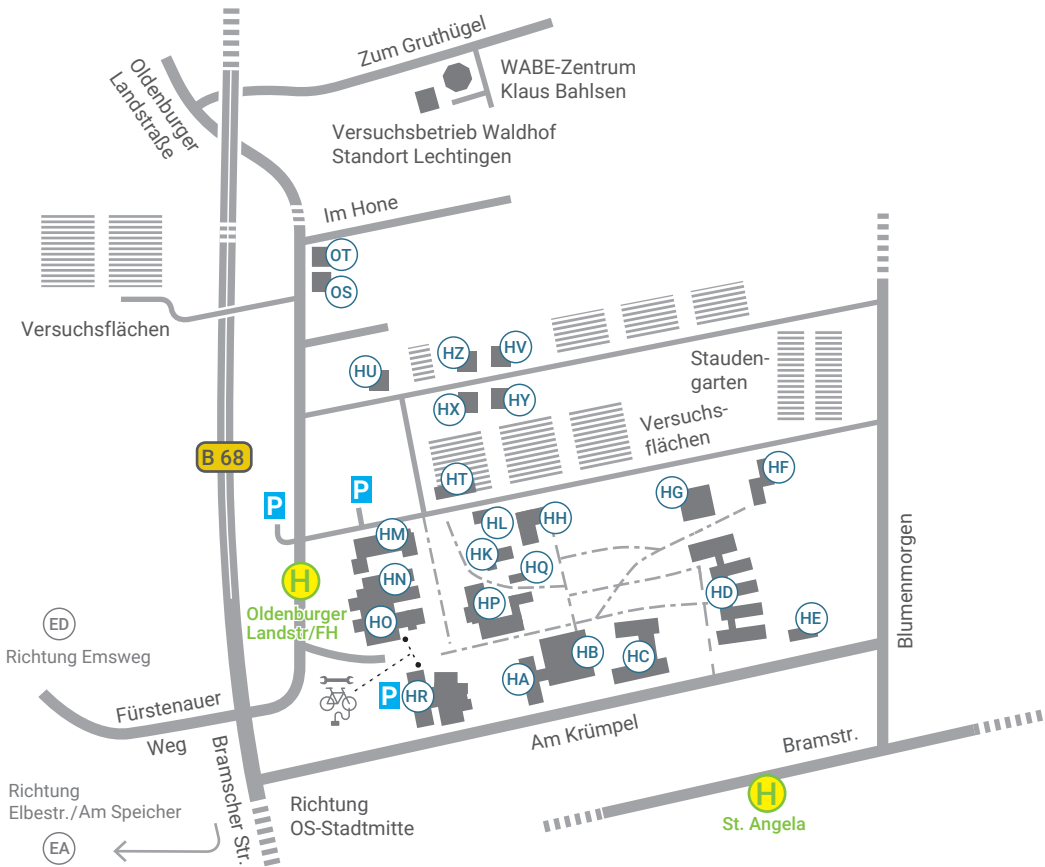 Zum Gruthügel
Oldenburger
Landstraße
WABE-Zentrum
Klaus Bahlsen
Versuchsbetrieb Waldhof
Standort Lechtingen
Im Hone
OT
OS
Versuchsflächen
HU
HZ
HV
HX
HY
Stauden-
garten
Versuchs-
flächen
B 68
HT
HG
HF
P
P
HM
HL
HH
HK
HQ
HN
HP
HO
HD
HE
H
Oldenburger
Landstr/FH
Blumenmorgen
ED
Richtung Emsweg
HB
HC
HA
P
HR
Fürstenauer
Weg
Bramscher Str.
Am Krümpel
Bramstr.
H
St. Angela
Richtung
Elbestr./Am Speicher
EA
Richtung
OS-Stadtmitte